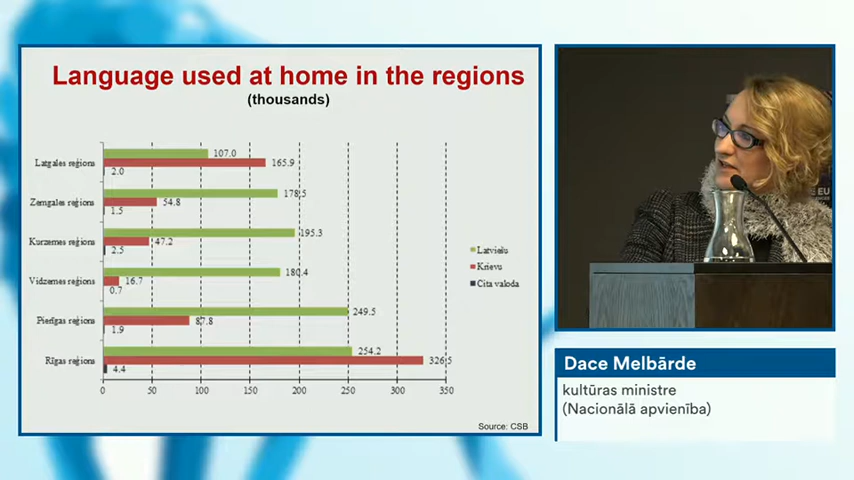 Language used at home in the regions
(thousands)
Latgales reģions
107.0
165.9
2.0
Zemgales reģions
178.5
54.8
1.5
Kurzemes reģions
195.3
47.2
2.5
Vidzemes reģions
180.4
16.7
0.7
Pierīgas reģions
249.5
87.8
1.9
Rīgas reģions
254.2
326.5
4.4
0 50 100 150 200 250 300 350
Latviešu
Krievu
Cita valoda
Source: CSB
Dace Melbārde
kultūras ministre
(Nacionālā apvienība)
EU